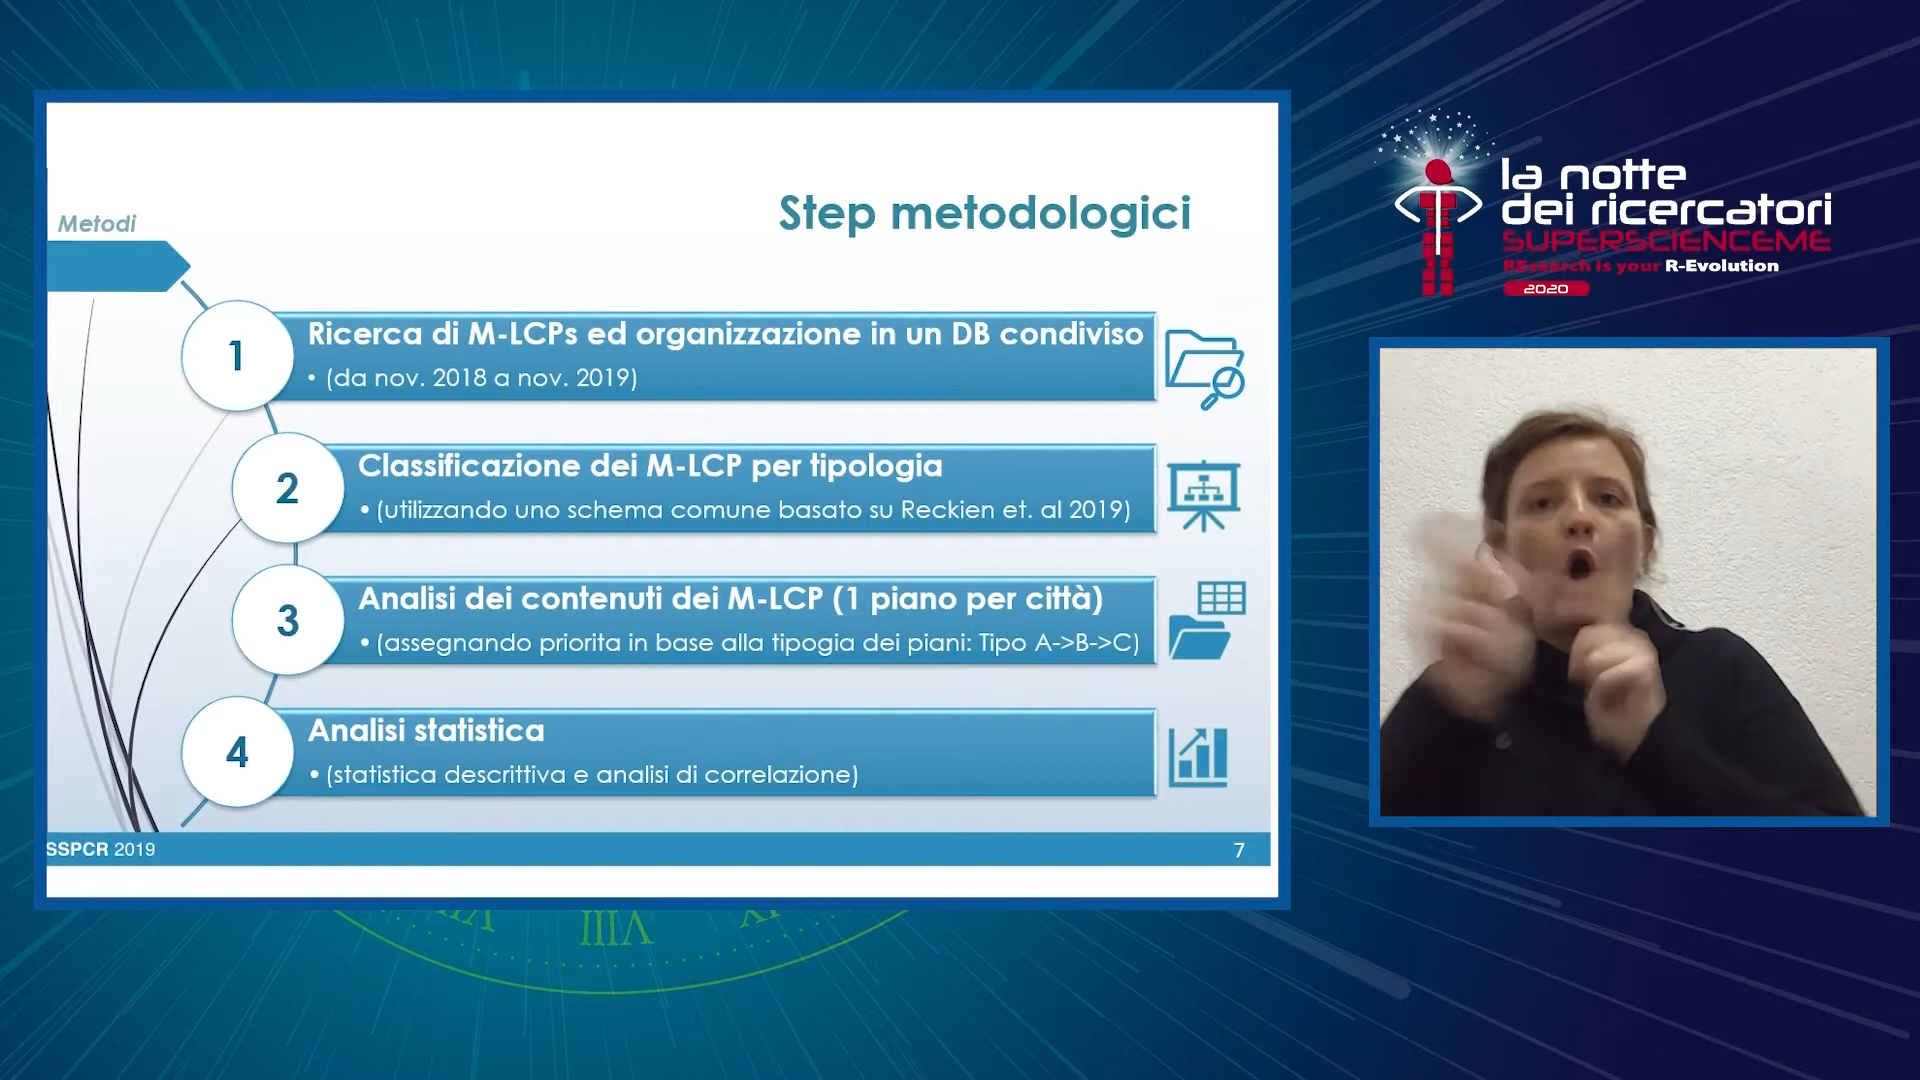 Metodi
Step metodologici
1
Ricerca di M-LCPs ed organizzazione in un DB condiviso
• (da nov. 2018 a nov. 2019)
2
Classificazione dei M-LCP per tipologia
• (utilizzando uno schema comune basato su Reckien et. al 2019)
3
Analisi dei contenuti dei M-LCP (1 piano per città)
• (assegnando priorita in base alla tipogia dei piani: Tipo A->B->C)
4
Analisi statistica
• (statistica descrittiva e analisi di correlazione)
SSPCR 2019
7
la notte
dei ricercatori
SUPERSCIENCEME
REsearch is your R-Evolution
2020
VIII